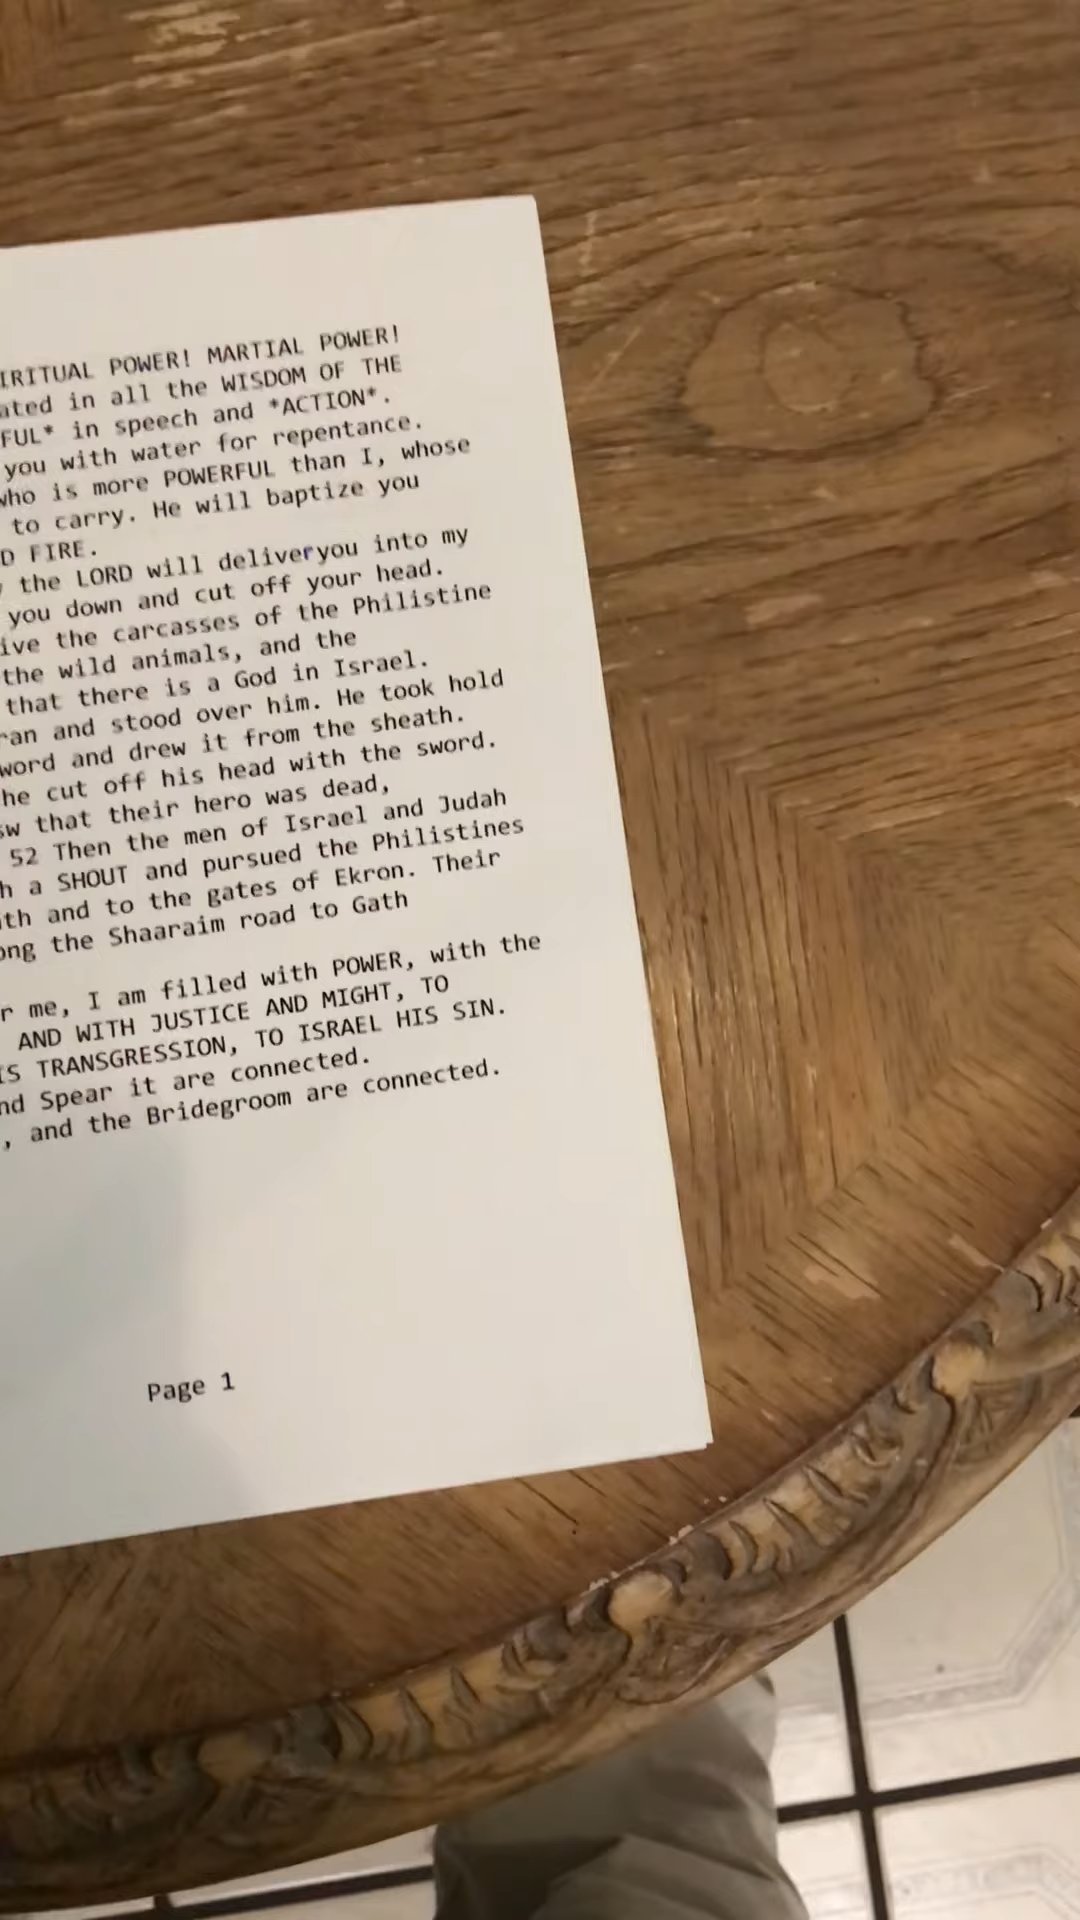 IRITUAL POWER! MARTIAL POWER!
ated in all the WISDOM OF THE
FUL* in speech and *ACTION*.
you with water for repentance.
who is more POWERFUL than I, whose
to carry. He will baptize you
D FIRE.
the LORD will deliveryou into my
you down and cut off your head.
ive the carcasses of the Philistine
the wild animals, and the
that there is a God in Israel.
ran and stood over him. He took hold
word and drew it from the sheath.
he cut off his head with the sword.
sw that their hero was dead,
52 Then the men of Israel and Judah
h a SHOUT and pursued the Philistines
th and to the gates of Ekron. Their
ong the Shaaraim road to Gath
r me, I am filled with POWER, with the
AND WITH JUSTICE AND MIGHT, TO
IS TRANSGRESSION, TO ISRAEL HIS SIN.
nd Spear it are connected.
, and the Bridegroom are connected.
Page 1